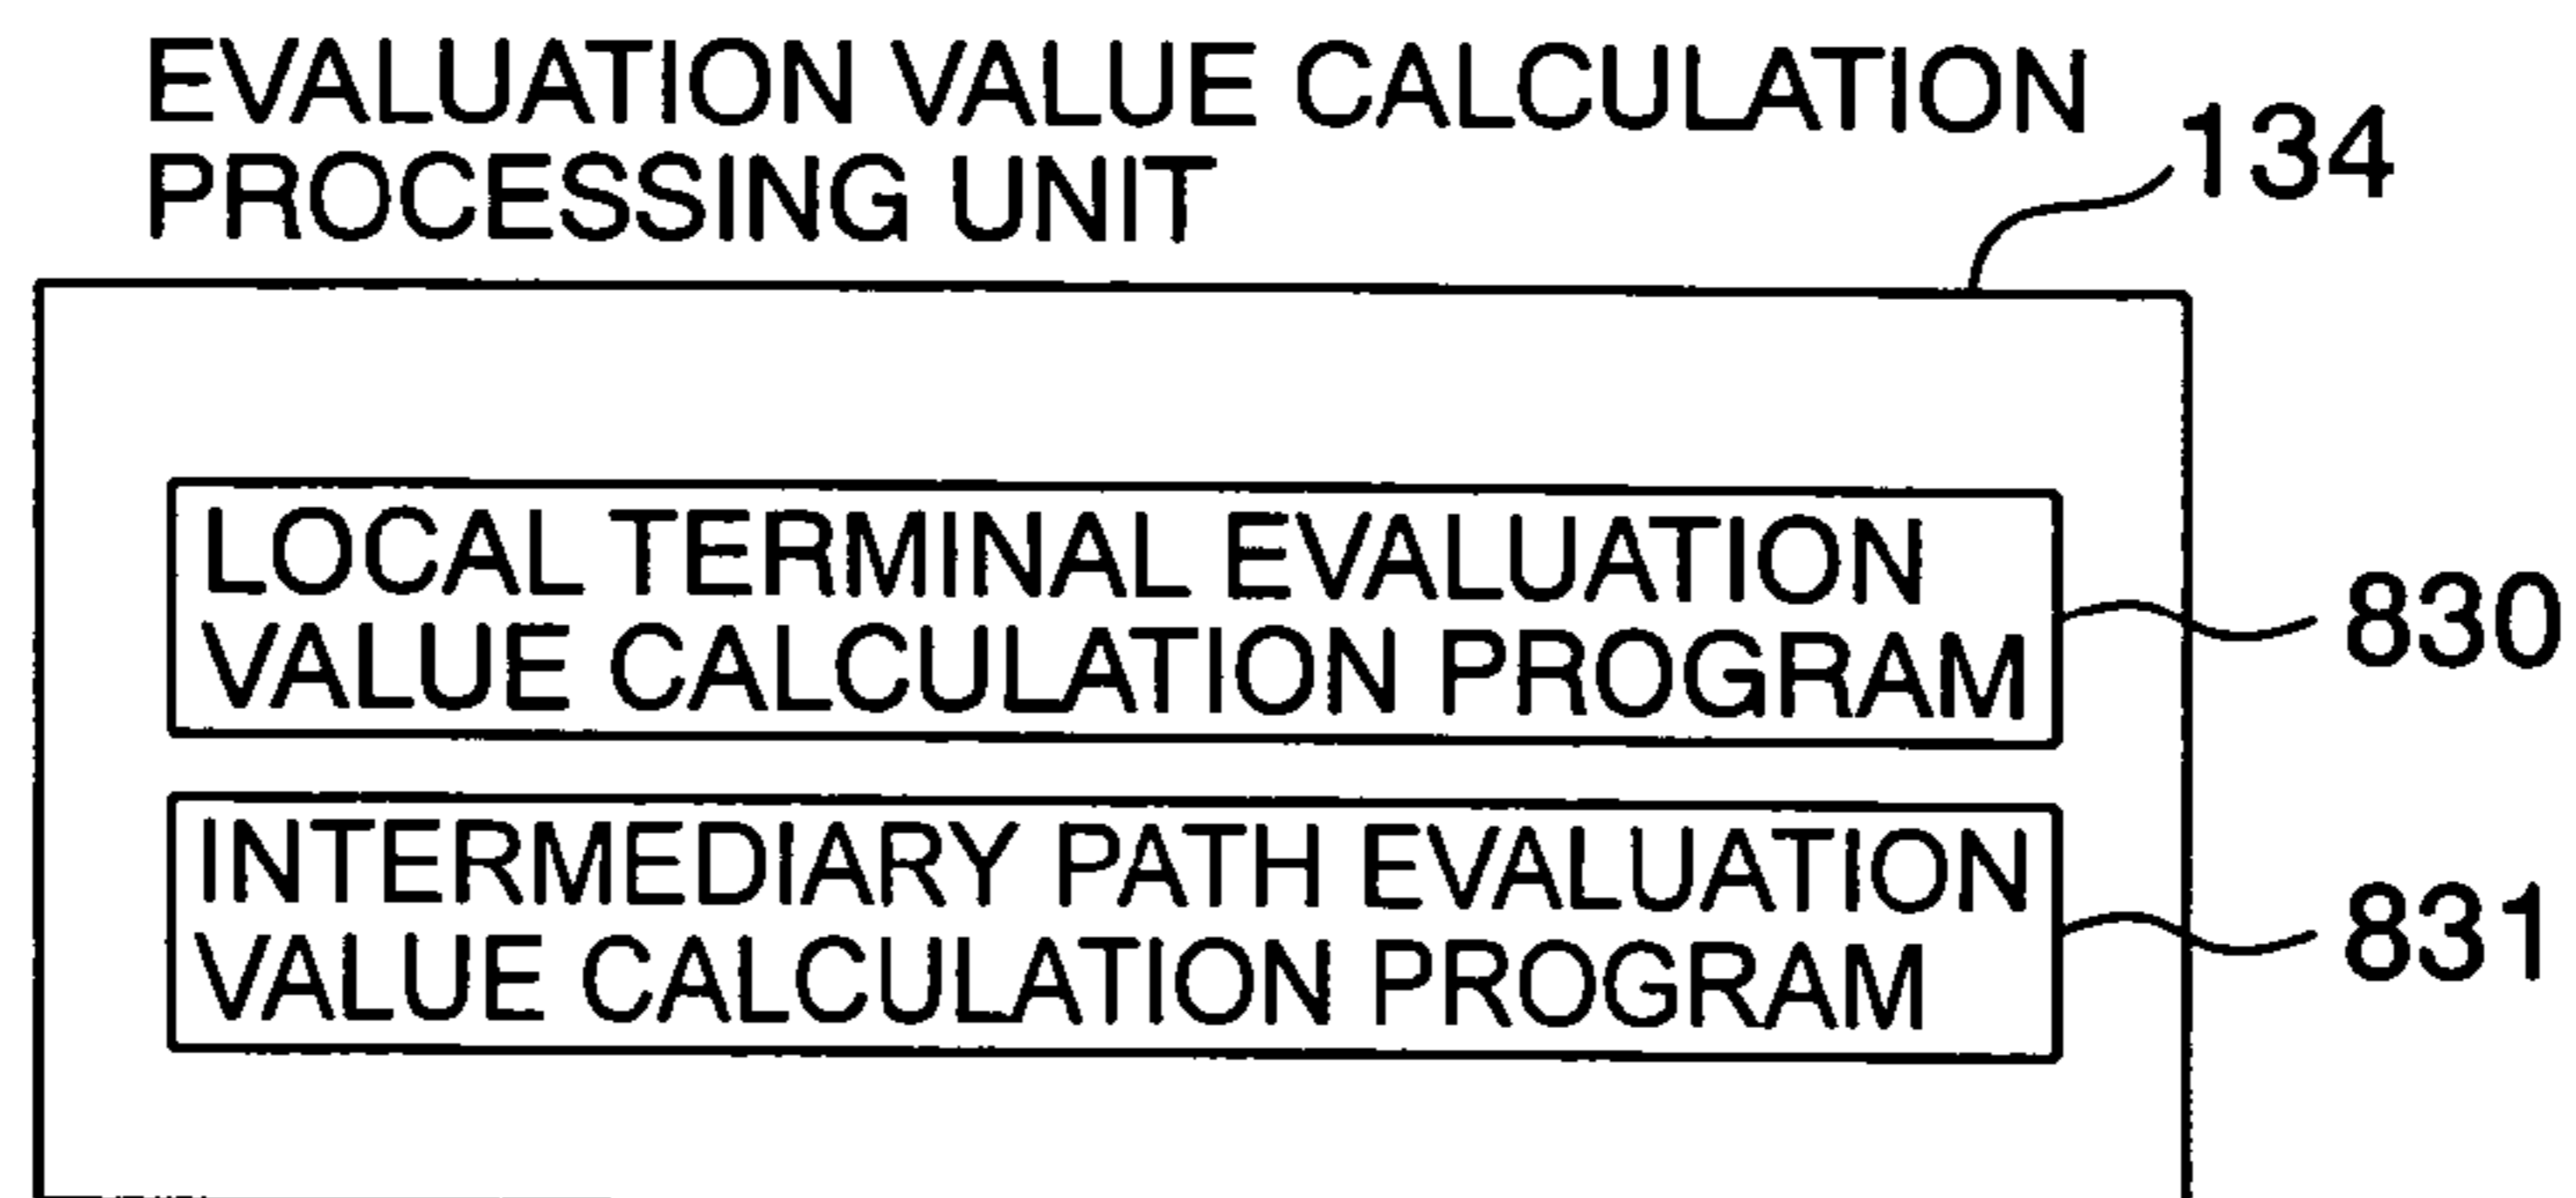 EVALUATION VALUE CALCULATION
PROCESSING UNIT
134
LOCAL TERMINAL EVALUATION
VALUE CALCULATION PROGRAM
830
INTERMEDIARY PATH EVALUATION
VALUE CALCULATION PROGRAM
831